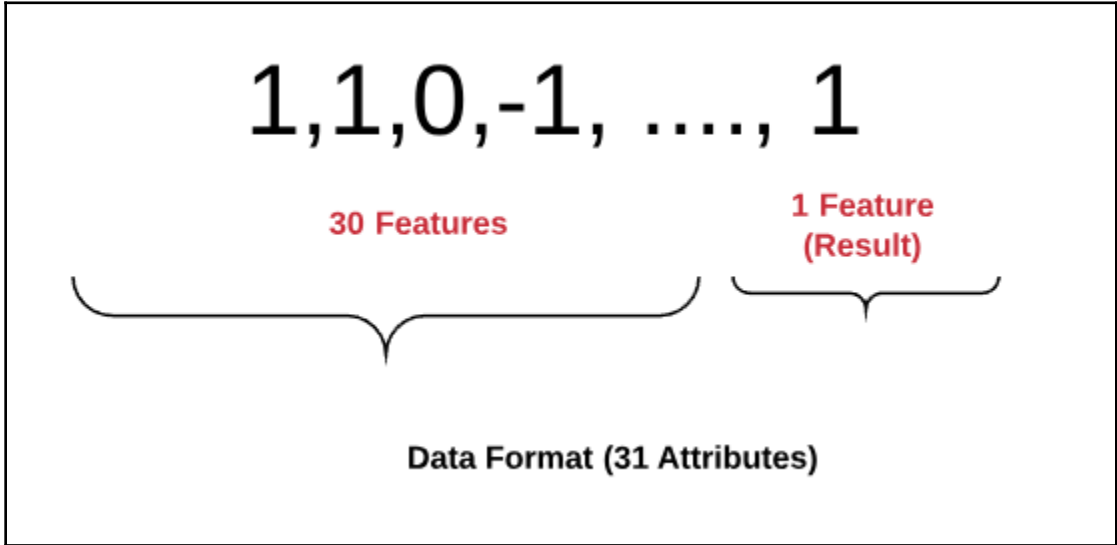 1,1,0,-1, ...., 1
30 Features
1 Feature
(Result)
Data Format (31 Attributes)